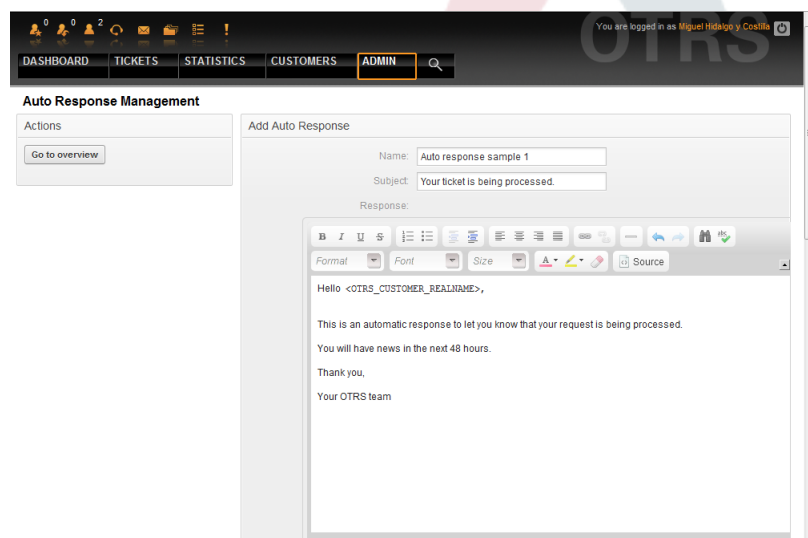 0 0 2
You are logged in as Miguel Hidalgo y Costilla
OTRS
DASHBOARD TICKETS STATISTICS CUSTOMERS ADMIN
Auto Response Management
Actions
Go to overview
Add Auto Response
Name: Auto response sample 1
Subject: Your ticket is being processed.
Response:
B I U S
Format Font Size A Source
Hello <OTRS_CUSTOMER_REALNAME>,
This is an automatic response to let you know that your request is being processed.
You will have news in the next 48 hours.
Thank you,
Your OTRS team